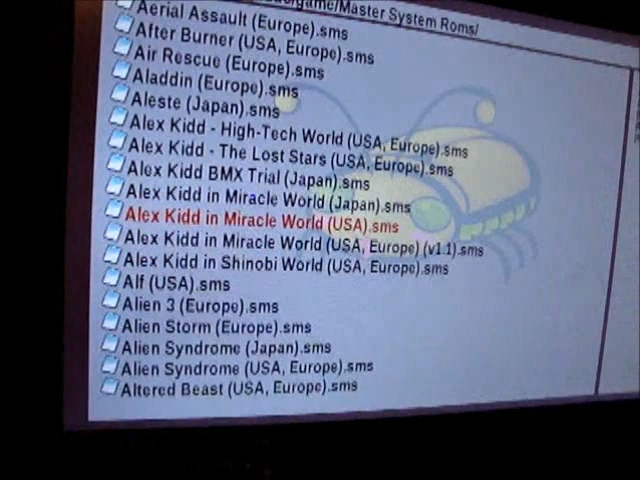 game/Master System Roms/
Aerial Assault (Europe).sms
After Burner (USA, Europe).sms
Air Rescue (Europe).sms
Aladdin (Europe).sms
Aleste (Japan).sms
Alex Kidd - High-Tech World (USA, Europe).sms
Alex Kidd - The Lost Stars (USA, Europe).sms
Alex Kidd BMX Trial (Japan).sms
Alex Kidd in Miracle World (Japan).sms
Alex Kidd in Miracle World (USA).sms
Alex Kidd in Miracle World (USA, Europe) (v1.1).sms
Alex Kidd in Shinobi World (USA, Europe).sms
Alf (USA).sms
Alien 3 (Europe).sms
Alien Storm (Europe).sms
Alien Syndrome (Japan).sms
Alien Syndrome (USA, Europe).sms
Altered Beast (USA, Europe).sms